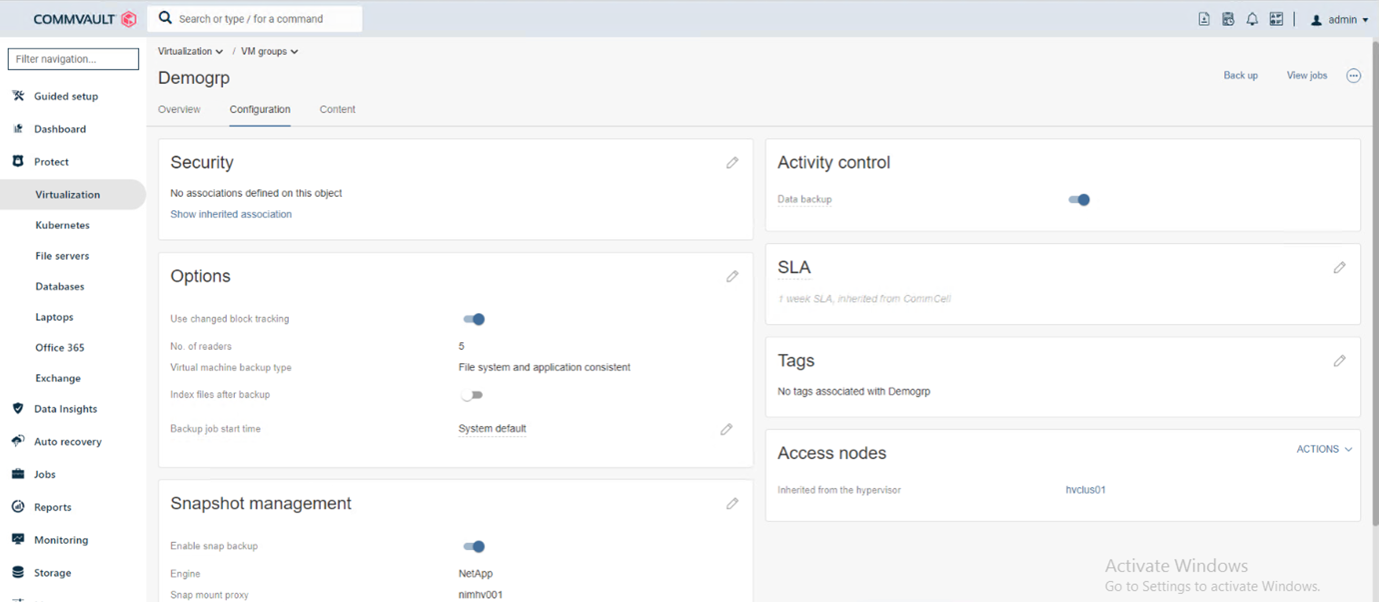 COMMVAULT
Search or type / for a command
admin
Filter navigation...
Guided setup
Dashboard
Protect
Virtualization
Kubernetes
File servers
Databases
Laptops
Office 365
Exchange
Data Insights
Auto recovery
Jobs
Reports
Monitoring
Storage
Virtualization / VM groups
Demogrp
Back up View jobs
Overview Configuration Content
Security
No associations defined on this object
Show inherited association
Options
Use changed block tracking
No. of readers 5
Virtual machine backup type File system and application consistent
Index files after backup
Backup job start time System default
Snapshot management
Enable snap backup
Engine NetApp
Snap mount proxy nimhv001
Activity control
Data backup
SLA
1 week SLA, inherited from CommCell
Tags
No tags associated with Demogrp
Access nodes ACTIONS
Inherited from the hypervisor hvclus01
Activate Windows
Go to Settings to activate Windows.